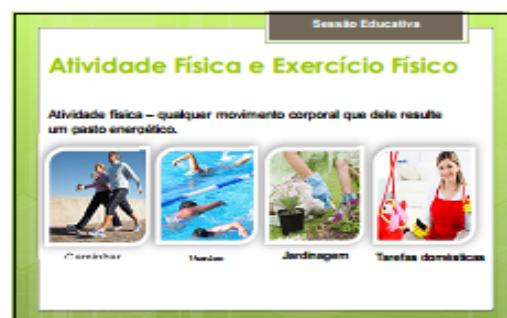 Sessão Educativa
Atividade Física e Exercício Físico
Atividade física – qualquer movimento corporal que dele resulte
um gasto energético.
Caminhar
Jardinagem
Tarefas domésticas